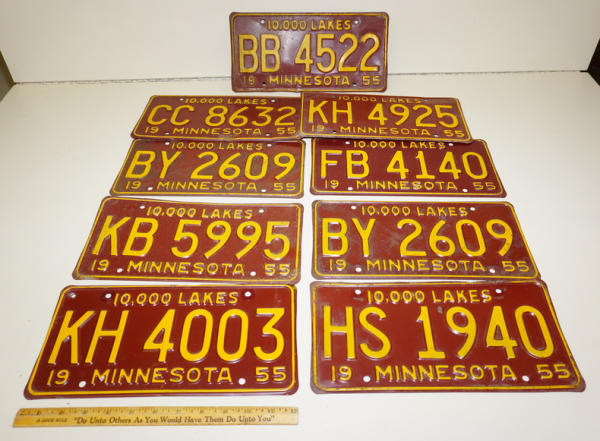 10,000 LAKES
BB 4522
19 MINNESOTA 55
10,000 LAKES
CC 8632
19 MINNESOTA 55
10,000 LAKES
KH 4925
19 MINNESOTA 55
10,000 LAKES
BY 2609
19 MINNESOTA 55
10,000 LAKES
FB 4140
19 MINNESOTA 55
10,000 LAKES
KB 5995
19 MINNESOTA 55
10,000 LAKES
BY 2609
19 MINNESOTA 55
10,000 LAKES
KH 4003
19 MINNESOTA 55
10,000 LAKES
HS 1940
19 MINNESOTA 55
A GOOD RULE "Do Unto Others As You Would Have Them Do Unto You"